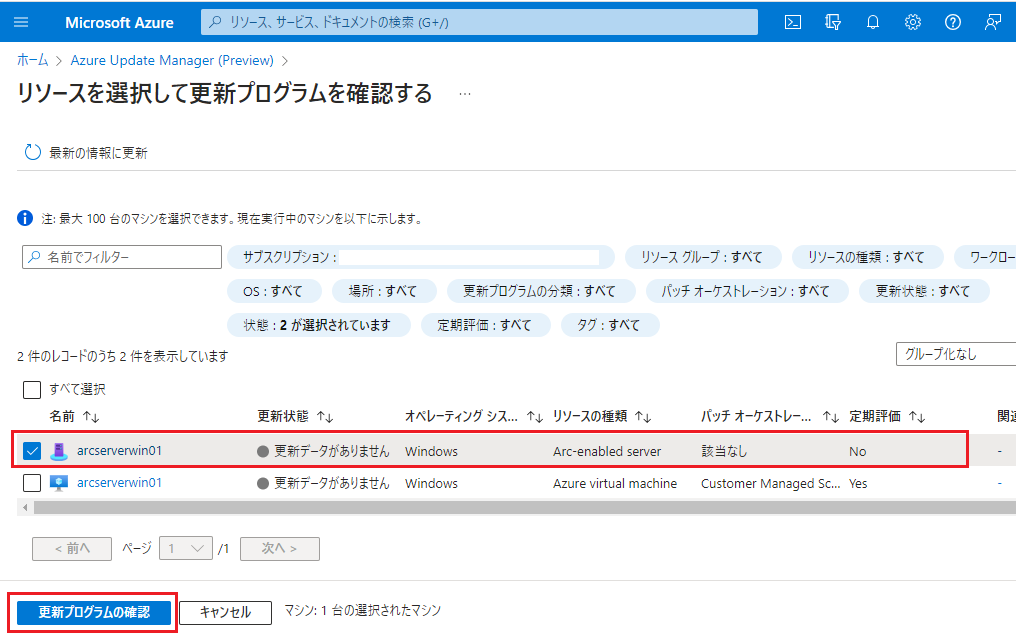 Microsoft Azure
リソース、サービス、ドキュメントの検索 (G+/)
ホーム > Azure Update Manager (Preview) >
リソースを選択して更新プログラムを確認する ...
最新の情報に更新
注: 最大 100 台のマシンを選択できます。現在実行中のマシンを以下に示します。
名前でフィルター サブスクリプション : リソース グループ : すべて リソースの種類 : すべて ワークロー
OS : すべて 場所 : すべて 更新プログラムの分類 : すべて パッチ オーケストレーション : すべて 更新状態 : すべて
状態 : 2 が選択されています 定期評価 : すべて タグ : すべて
2 件のレコードのうち 2 件を表示しています グループ化なし
すべて選択
名前 ↑↓ 更新状態 ↑↓ オペレーティング シス... ↑↓ リソースの種類 ↑↓ パッチ オーケストレー... ↑↓ 定期評価 ↑↓ 関連
arcserverwin01 更新データがありません Windows Arc-enabled server 該当なし No -
arcserverwin01 更新データがありません Windows Azure virtual machine Customer Managed Sc... Yes -
< 前へ ページ 1 /1 次へ >
更新プログラムの確認 キャンセル マシン: 1 台の選択されたマシン